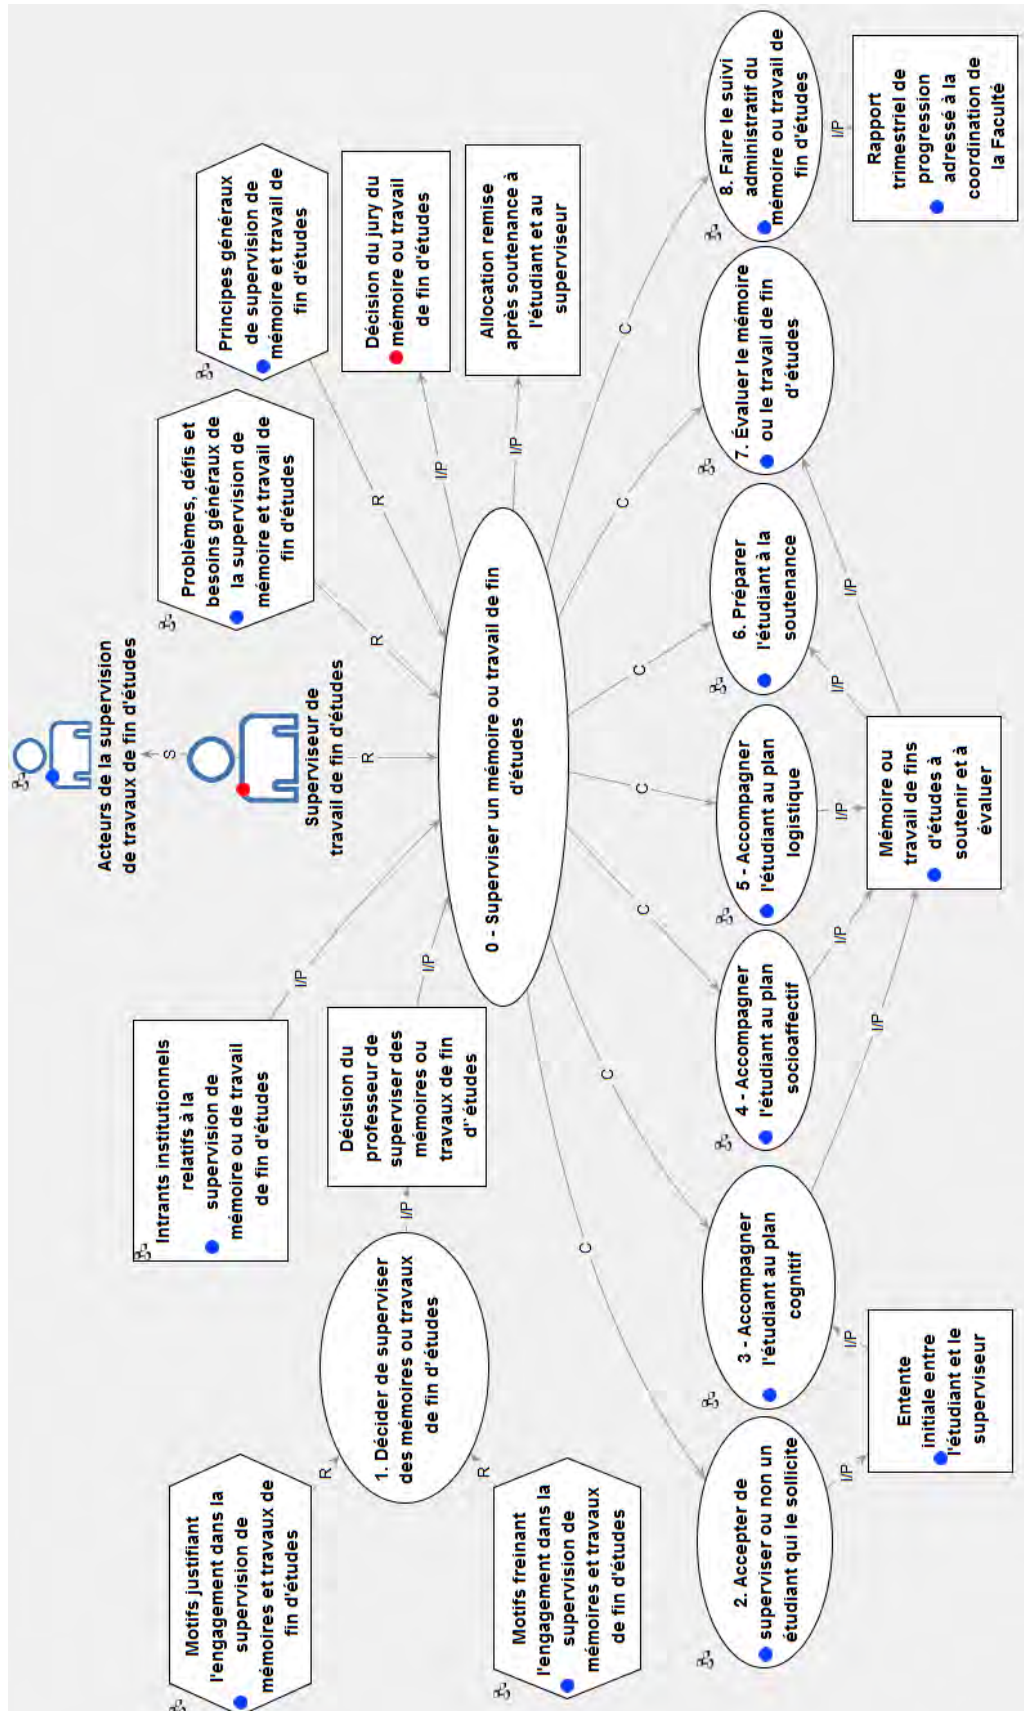 Acteurs de la supervision
de travaux de fin d'études
S
Superviseur de
travail de fin d'études
R
Intrants institutionnels
relatifs à la
supervision de
mémoire ou de travail
de fin d'études
I/P
Problèmes, défis et
besoins généraux de
la supervision de
mémoire et travail de
fin d'études
R
Principes généraux
de supervision de
mémoire et travail de
fin d'études
R
Motifs justifiant
l'engagement dans la
supervision de
mémoires et travaux de
fin d'études
R
1. Décider de superviser
des mémoires ou travaux
de fin d' études
I/P
Décision du
professeur de
superviser des
mémoires ou
travaux de fin
d'' études
I/P
Décision du jury du
mémoire ou travail
de fin d'études
I/P
Allocation remise
après soutenance à
l'étudiant et au
superviseur
I/P
Motifs freinant
l'engagement dans la
supervision de
mémoires et travaux
de fin d'études
R
0 - Superviser un mémoire ou travail de fin
d'études
C
C
C
C
C
C
C
2. Accepter de
superviser ou non un
étudiant qui le sollicite
I/P
3 - Accompagner
l'étudiant au plan
cognitif
I/P
4 - Accompagner
l'étudiant au plan
socioaffectif
I/P
5 - Accompagner
l'étudiant au plan
logistique
I/P
6. Préparer
l'étudiant à la
soutenance
I/P
7. Évaluer le mémoire
ou le travail de fin
d' études
I/P
8. Faire le suivi
administratif du
mémoire ou travail de
fin d'études
I/P
Entente
initiale entre
l'étudiant et le
superviseur
I/P
Mémoire ou
travail de fins
d'études à
soutenir et à
évaluer
Rapport
trimestriel de
progression
adressé à la
coordination de
la Faculté